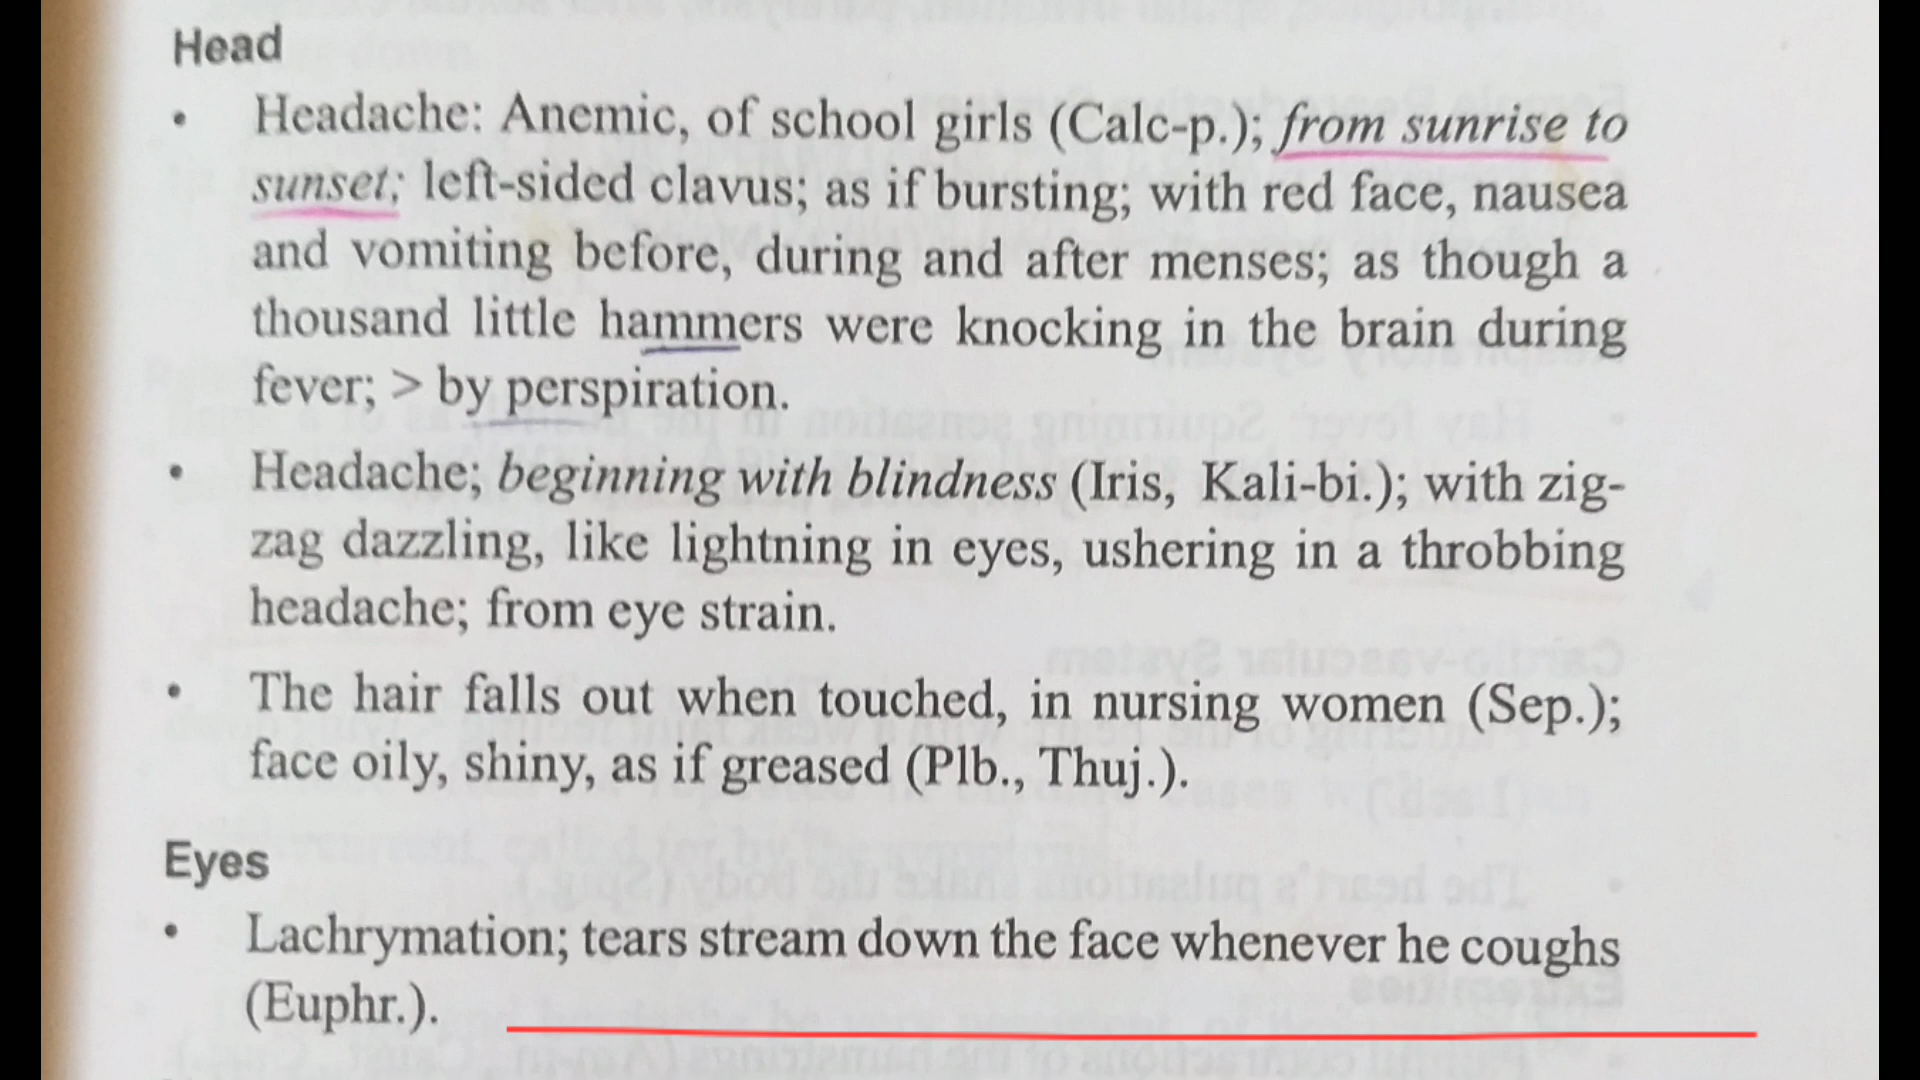 Head
• Headache: Anemic, of school girls (Calc-p.); from sunrise to
sunset; left-sided clavus; as if bursting; with red face, nausea
and vomiting before, during and after menses; as though a
thousand little hammers were knocking in the brain during
fever; > by perspiration.
• Headache; beginning with blindness (Iris, Kali-bi.); with zig-
zag dazzling, like lightning in eyes, ushering in a throbbing
headache; from eye strain.
• The hair falls out when touched, in nursing women (Sep.);
face oily, shiny, as if greased (Plb., Thuj.).
Eyes
• Lachrymation; tears stream down the face whenever he coughs
(Euphr.).